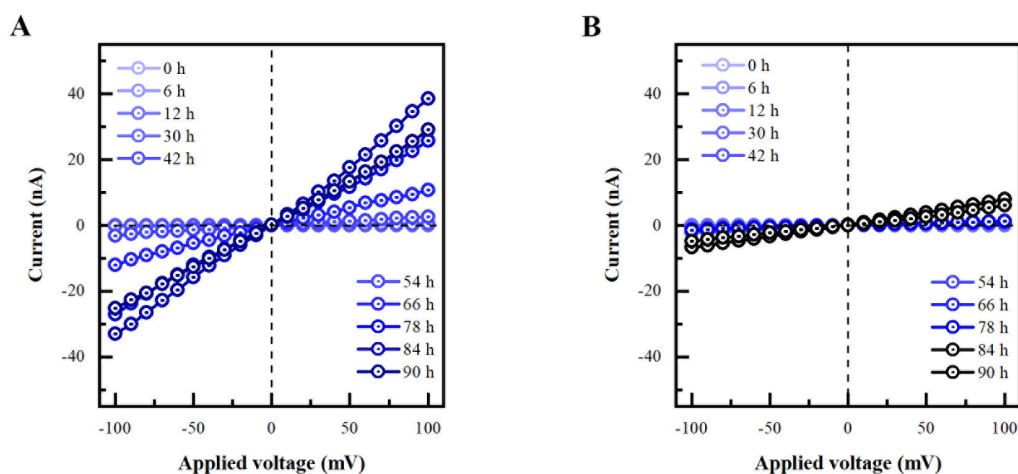 A
B
0 h
6 h
12 h
30 h
42 h
54 h
66 h
78 h
84 h
90 h
40
20
0
-20
-40
Current (nA)
-100
-50
0
50
100
Applied voltage (mV)
0 h
6 h
12 h
30 h
42 h
54 h
66 h
78 h
84 h
90 h
40
20
0
-20
-40
Current (nA)
-100
-50
0
50
100
Applied voltage (mV)